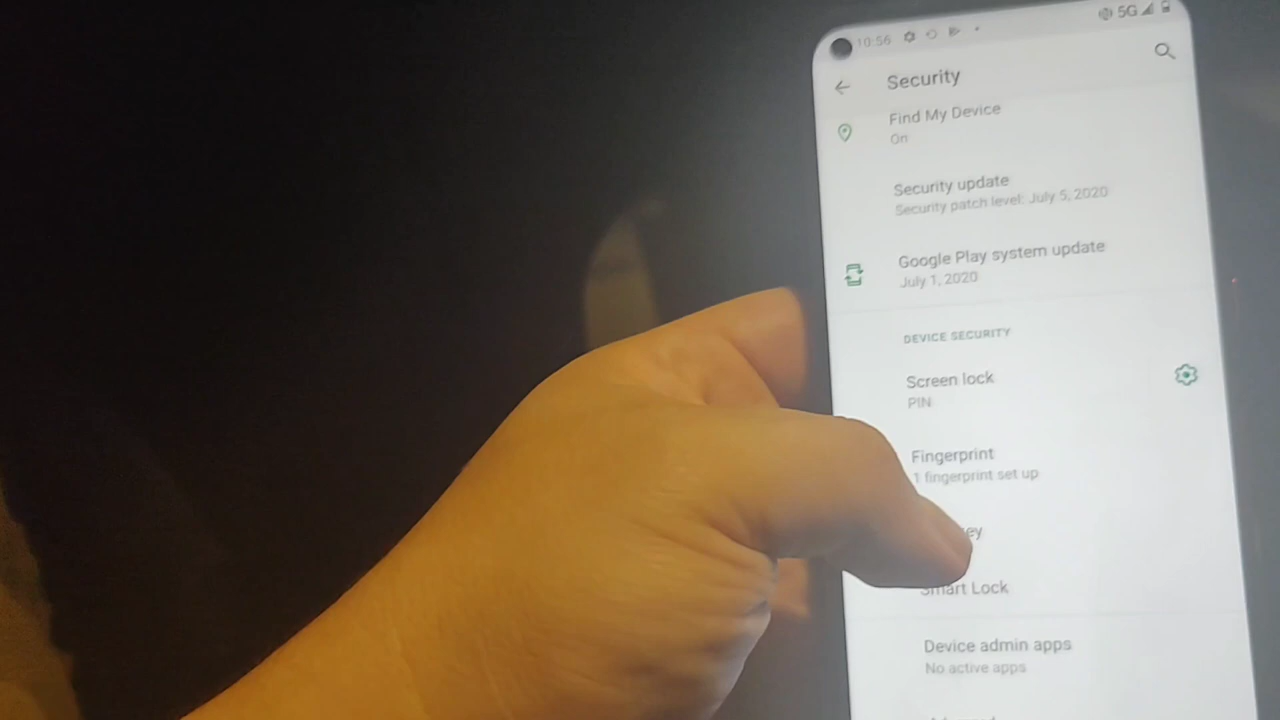 10:56 5G
Security
Find My Device
On
Security update
Security patch level: July 5, 2020
Google Play system update
July 1, 2020
DEVICE SECURITY
Screen lock
PIN
Fingerprint
1 fingerprint set up
ey
Smart Lock
Device admin apps
No active apps